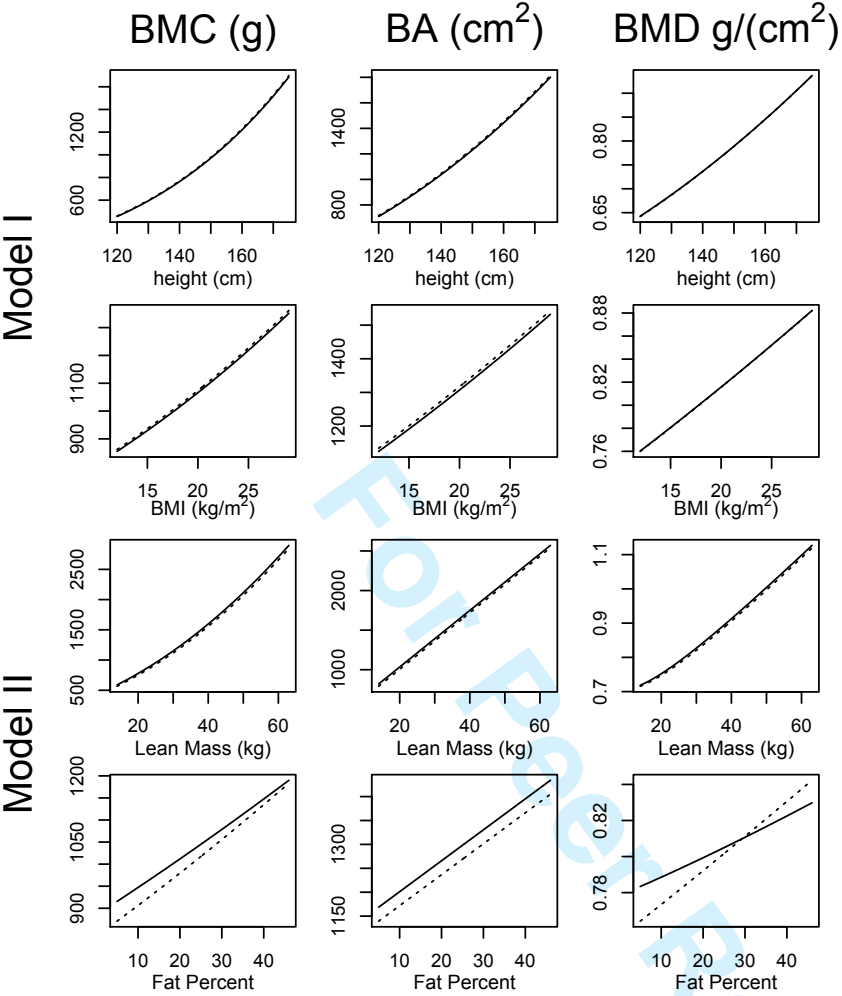 BMC (g) BA (cm²) BMD g/(cm²)
Model I
600 1200
120 140 160
height (cm)
800 1400
120 140 160
height (cm)
0.65 0.80
120 140 160
height (cm)
900 1100
15 20 25
BMI (kg/m²)
1200 1400
15 20 25
BMI (kg/m²)
0.76 0.82 0.88
15 20 25
BMI (kg/m²)
Model II
500 1500 2500
20 40 60
Lean Mass (kg)
1000 2000
20 40 60
Lean Mass (kg)
0.7 0.9 1.1
20 40 60
Lean Mass (kg)
900 1050 1200
10 20 30 40
Fat Percent
1150 1300
10 20 30 40
Fat Percent
0.78 0.82
10 20 30 40
Fat Percent
For Peer R